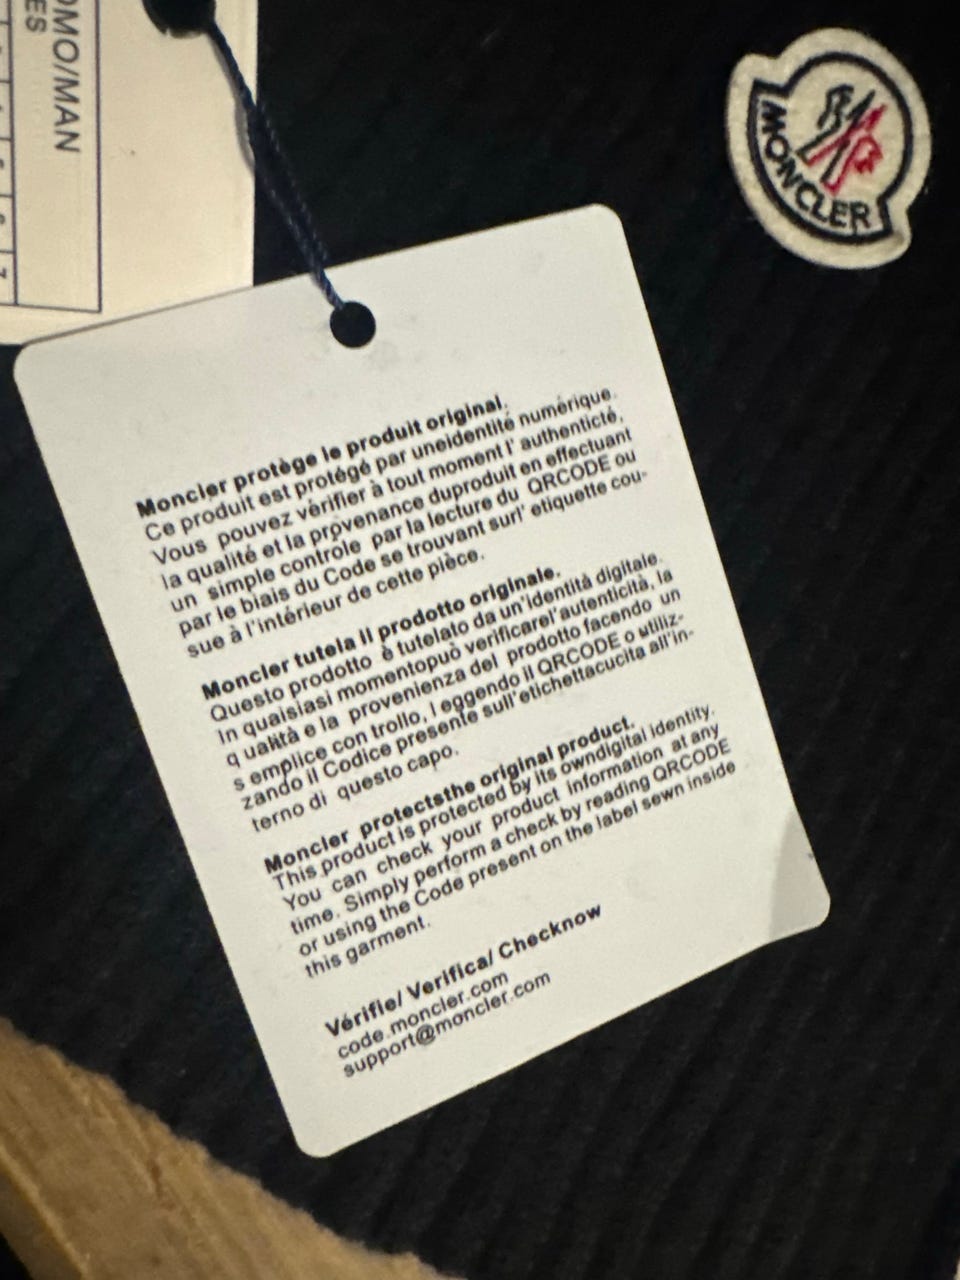 OMO/MAN
ES
MONCLER
Moncler protège le produit original.
Ce produit est protégé par uneidentité numérique.
Vous pouvez vérifier à tout moment l' authenticté,
la qualité et la provenance duproduit en effectuant
un simple controle par la lecture du QRCODE ou
par le biais du Code se trouvant surl' etiquette cou-
sue à l'intérieur de cette pièce.
Moncler tutela il prodotto originale.
Questo prodotto è tutelato da un'identità digitale.
In quaisiasi momentopuò verificarel'autenticità, la
q ualità e la provenienza del prodotto facendo un
s emplice con trollo, l eggendo il QRCODE o utiliz-
zando il Codice presente sull'etichettacucita all'in-
terno di questo capo.
Moncler protectsthe original product.
This product is protected by its owndigital identity.
You can check your product information at any
time. Simply perform a check by reading QRCODE
or using the Code present on the label sewn inside
this garment.
Vérifie/ Verifica/ Checknow
code.moncler.com
support@moncler.com